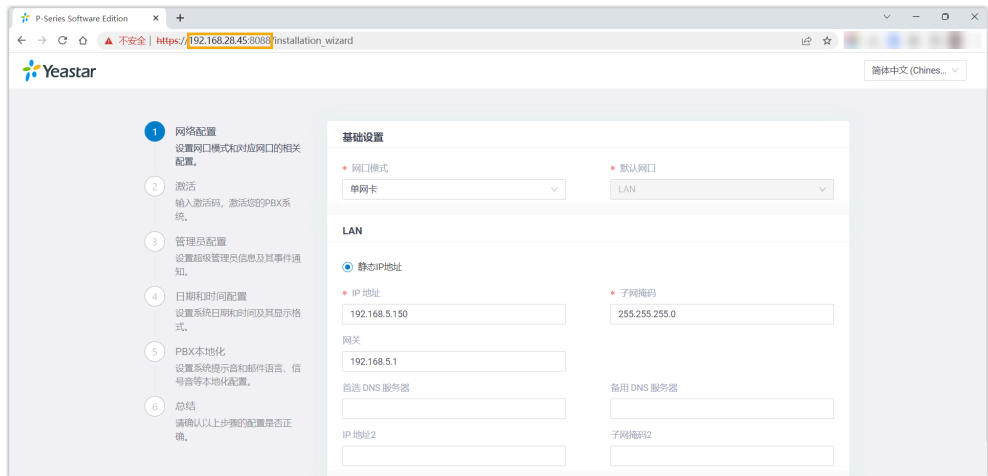 P-Series Software Edition
不安全 | https://192.168.28.45:8088/installation_wizard
Yeastar
简体中文 (Chines...
1 网络配置
设置网口模式和对应网口的相关
配置。
2 激活
输入激活码，激活您的PBX系
统。
3 管理员配置
设置超级管理员信息及其事件通
知。
4 日期和时间配置
设置系统日期和时间及其显示格
式。
5 PBX本地化
设置系统提示音和邮件语言、信
号音等本地化配置。
6 总结
请确认以上步骤的配置是否正
确。
基础设置
* 网口模式
* 默认网口
单网卡
LAN
LAN
静态IP地址
* IP 地址
* 子网掩码
192.168.5.150
255.255.255.0
网关
192.168.5.1
首选 DNS 服务器
备用 DNS 服务器
IP 地址2
子网掩码2